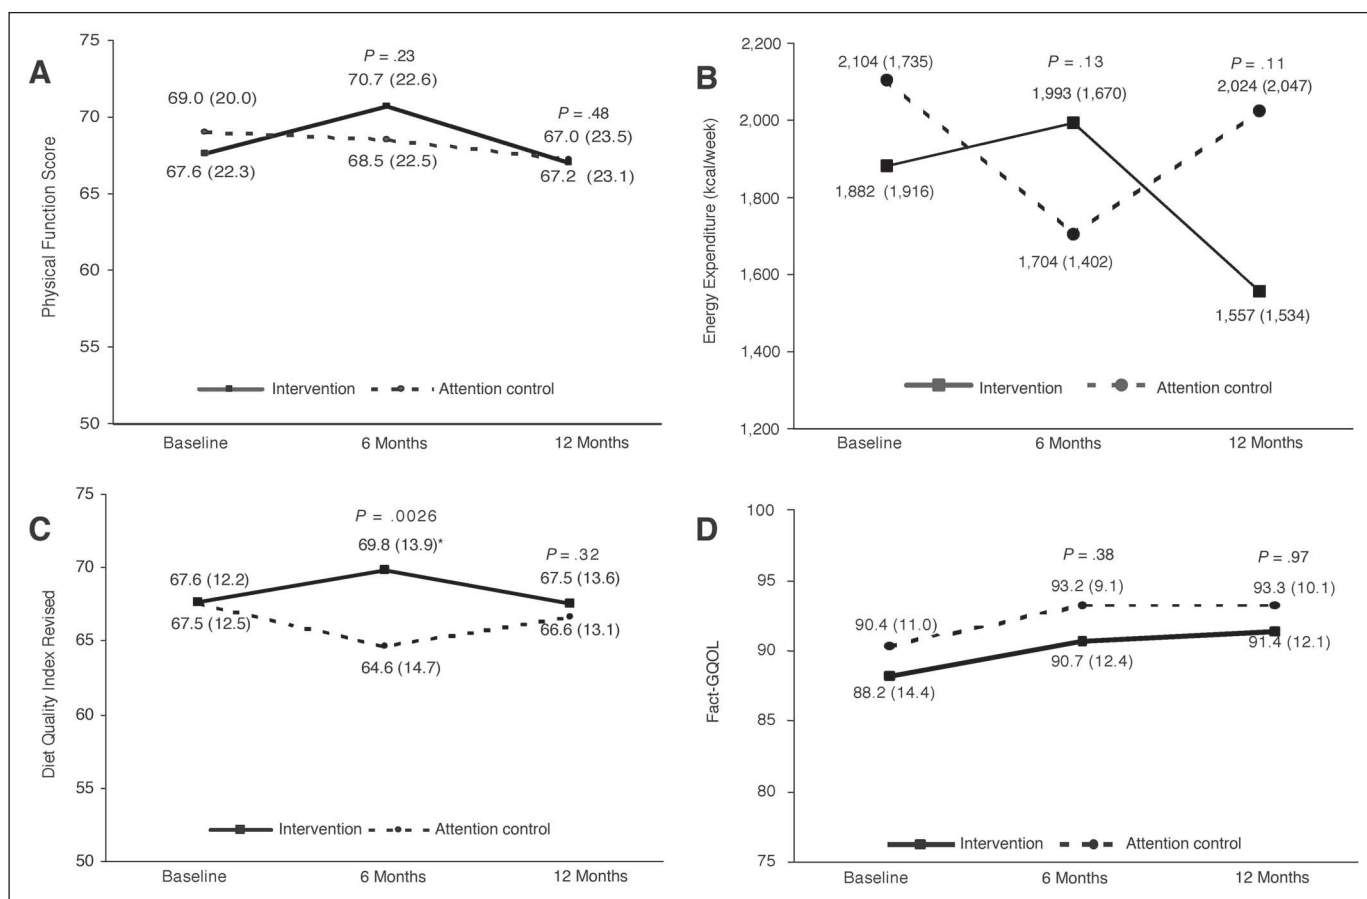 A
Physical Function Score
75
70
65
60
65
50
P = .23
70.7 (22.6)
69.0 (20.0)
67.6 (22.3)
68.5 (22.5)
P = .48
67.0 (23.5)
67.2 (23.1)
Intervention
Attention control
Baseline
6 Months
12 Months
B
Energy Expenditure (kcal/week)
2,200
2,000
1,800
1,600
1,400
1,200
2,104 (1,735)
1,882 (1,916)
P = .13
1,993 (1,670)
1,704 (1,402)
P = .11
2,024 (2,047)
1,557 (1,534)
Intervention
Attention control
Baseline
6 Months
12 Months
C
Diet Quality Index Revised
75
70
65
60
55
50
P = .0026
69.8 (13.9)*
67.6 (12.2)
67.5 (12.5)
64.6 (14.7)
P = .32
67.5 (13.6)
66.6 (13.1)
Intervention
Attention control
Baseline
6 Months
12 Months
D
Fact-GQOL
100
95
90
85
80
75
90.4 (11.0)
88.2 (14.4)
P = .38
93.2 (9.1)
90.7 (12.4)
P = .97
93.3 (10.1)
91.4 (12.1)
Intervention
Attention control
Baseline
6 Months
12 Months